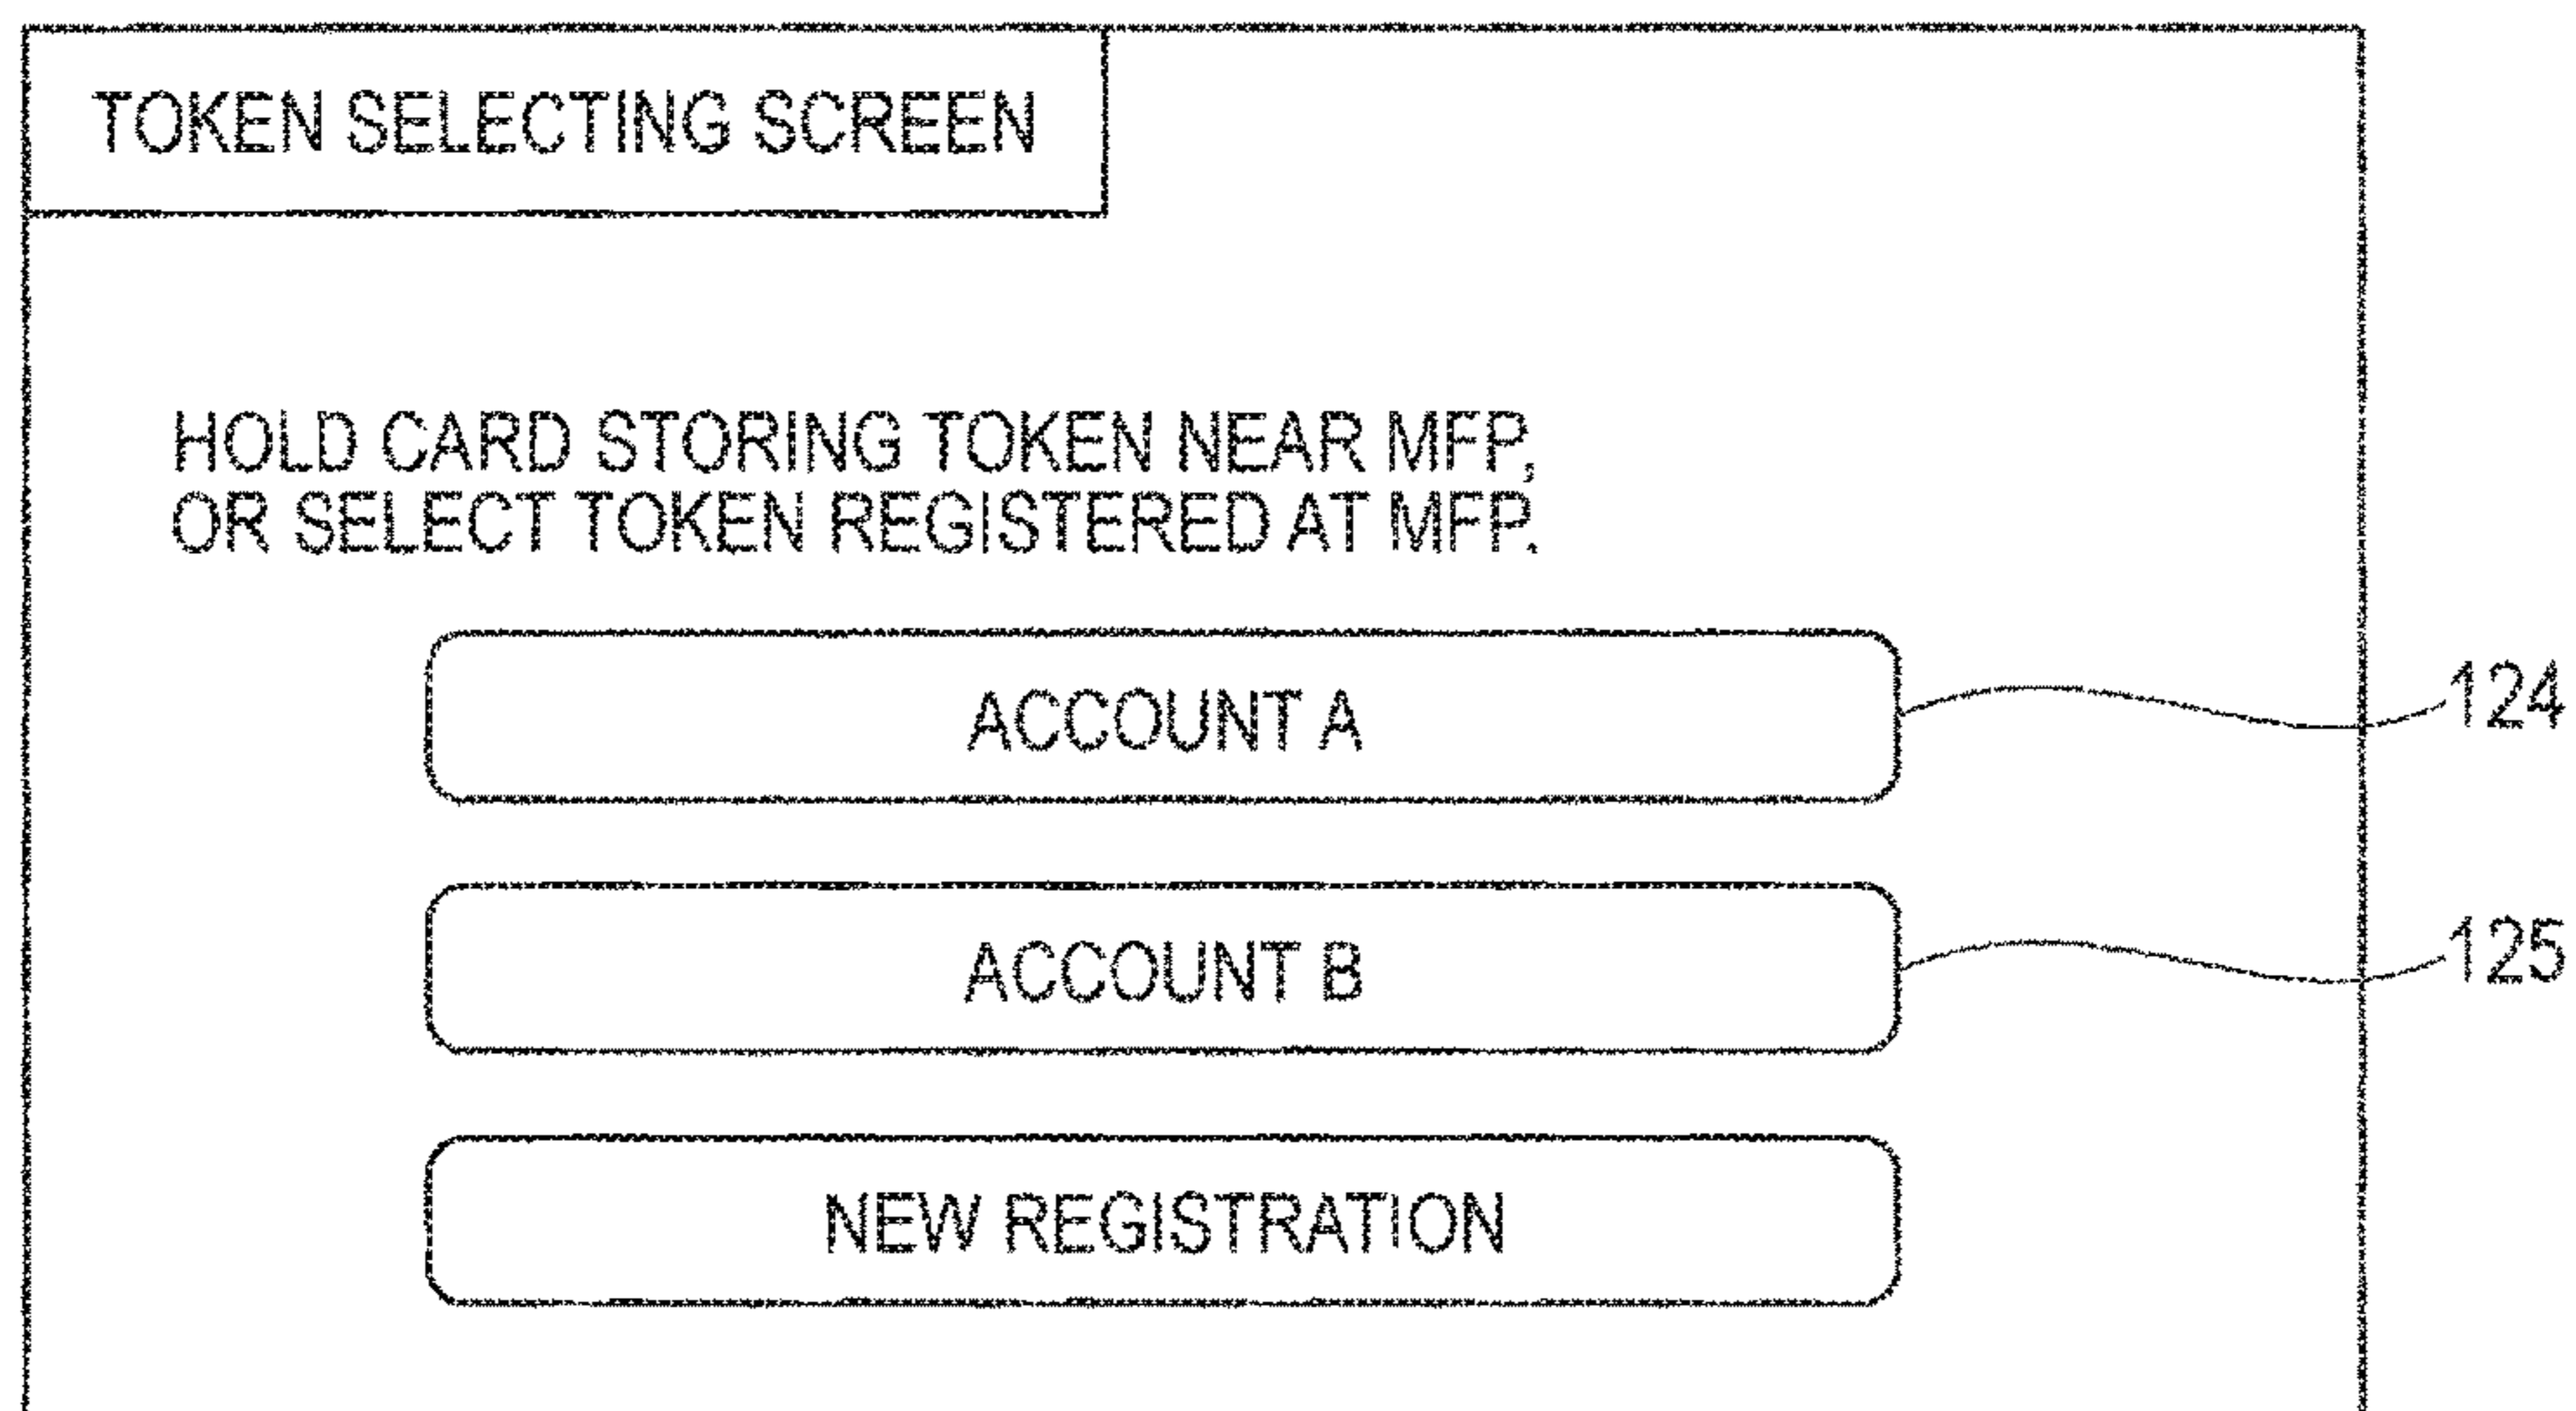 TOKEN SELECTING SCREEN
HOLD CARD STORING TOKEN NEAR MFP,
OR SELECT TOKEN REGISTERED AT MFP.
ACCOUNT A
124
ACCOUNT B
125
NEW REGISTRATION